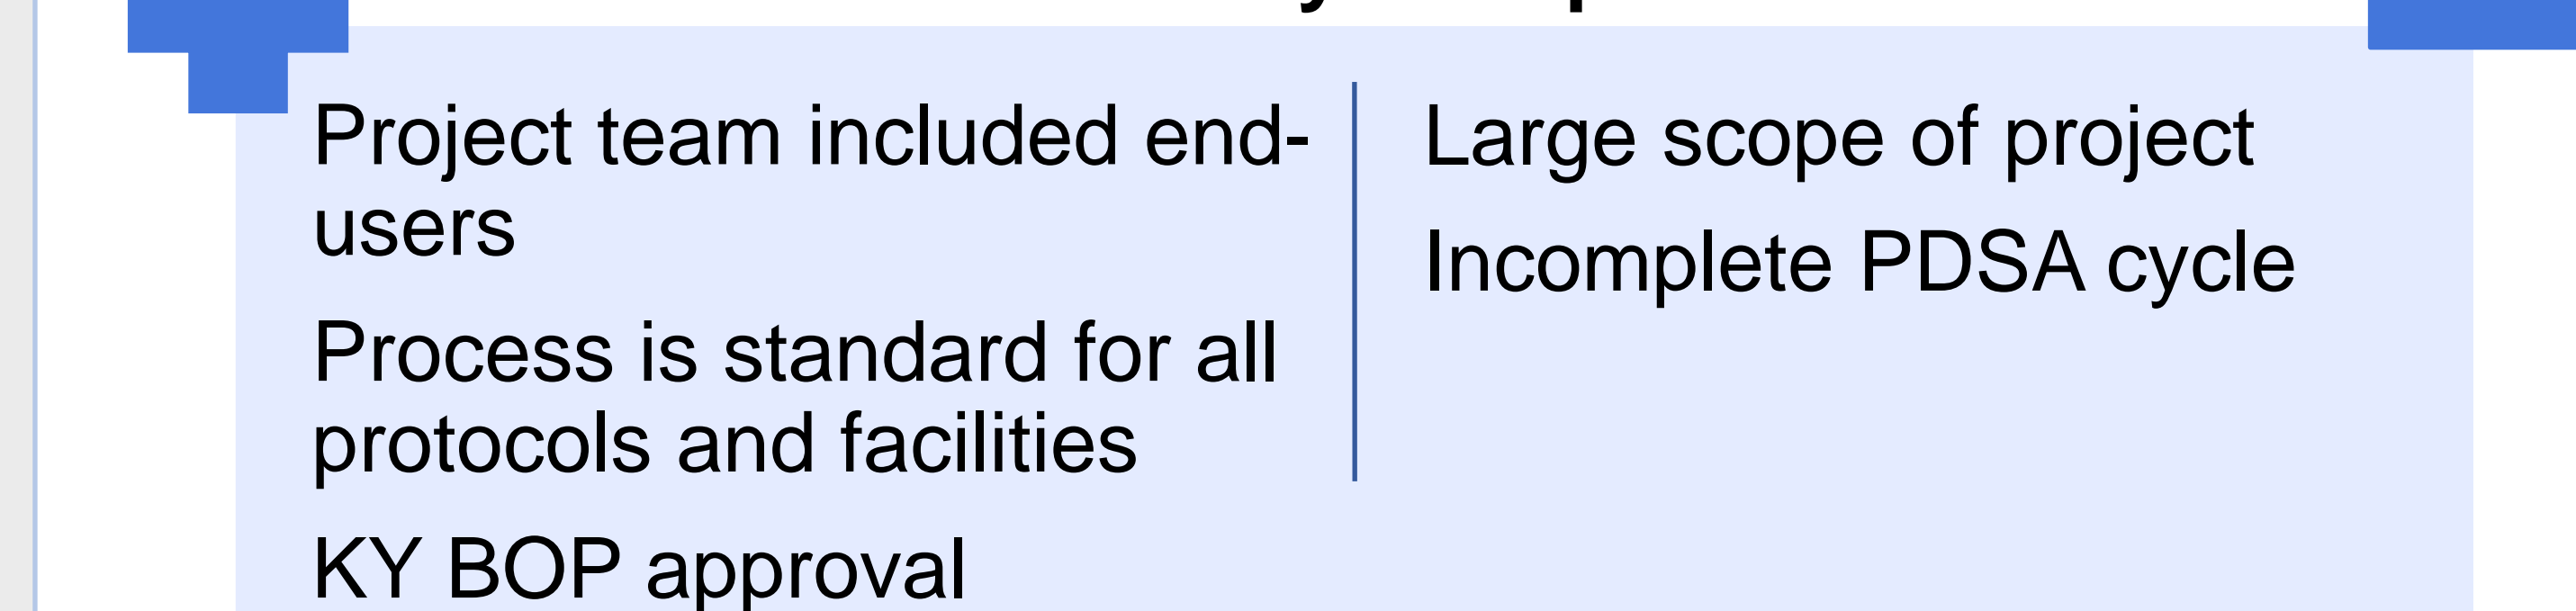 Project team included end-
users
Process is standard for all
protocols and facilities
KY BOP approval
Large scope of project
Incomplete PDSA cycle